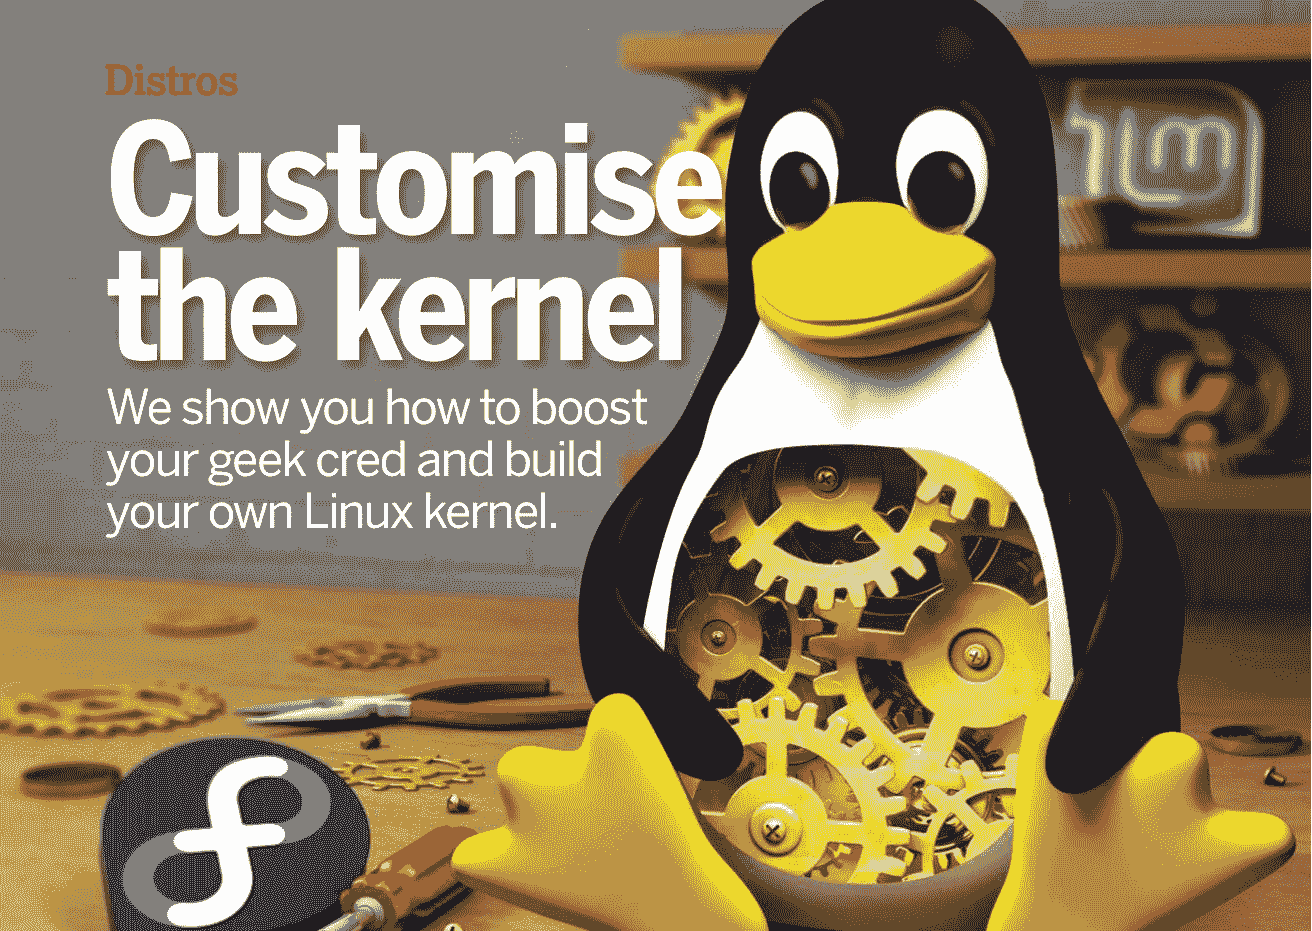 Distros
Customise
the kernel
We show you how to boost
your geek cred and build
your own Linux kernel.